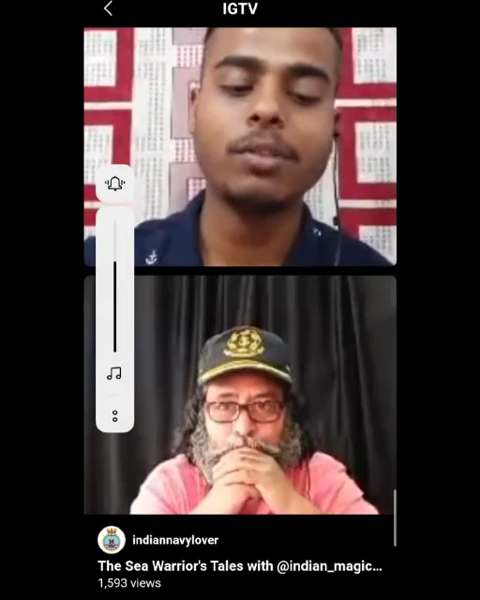 IGTV
indiannavylover
The Sea Warrior's Tales with @indian_magic...
1,593 views